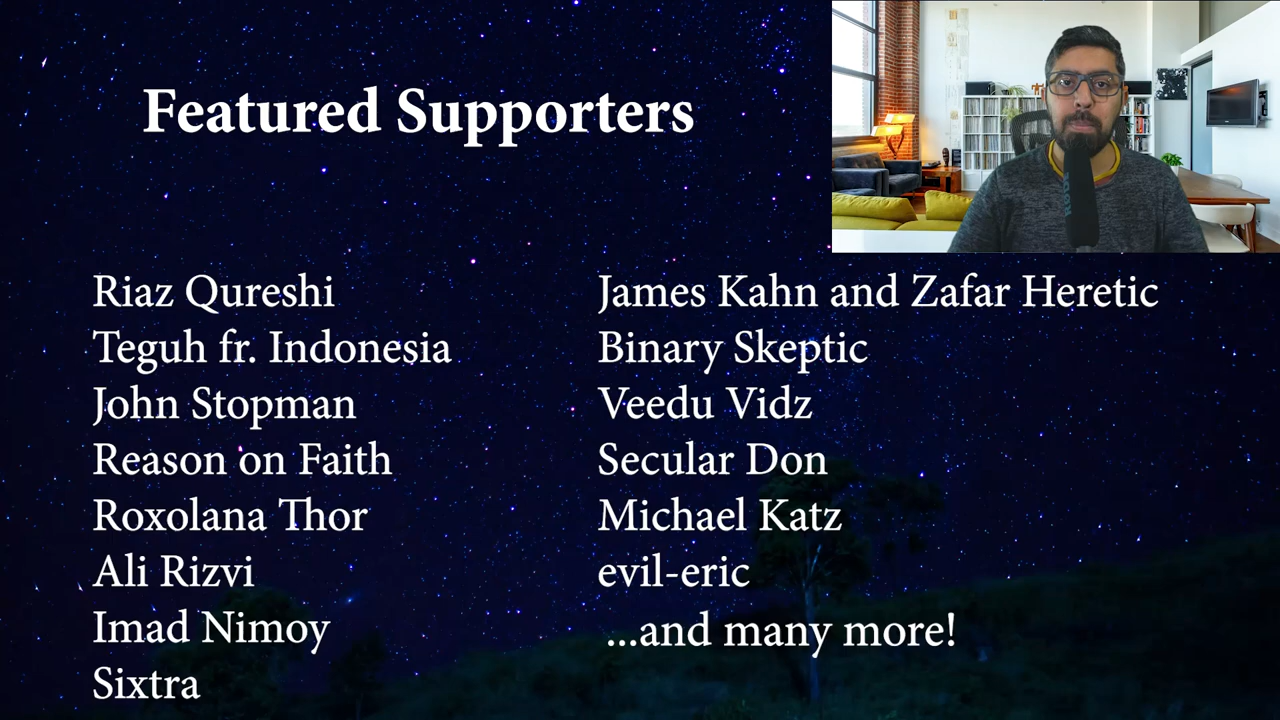 Featured Supporters
Riaz Qureshi
Teguh fr. Indonesia
John Stopman
Reason on Faith
Roxolana Thor
Ali Rizvi
Imad Nimoy
Sixtra
James Kahn and Zafar Heretic
Binary Skeptic
Veedu Vidz
Secular Don
Michael Katz
evil-eric
...and many more!